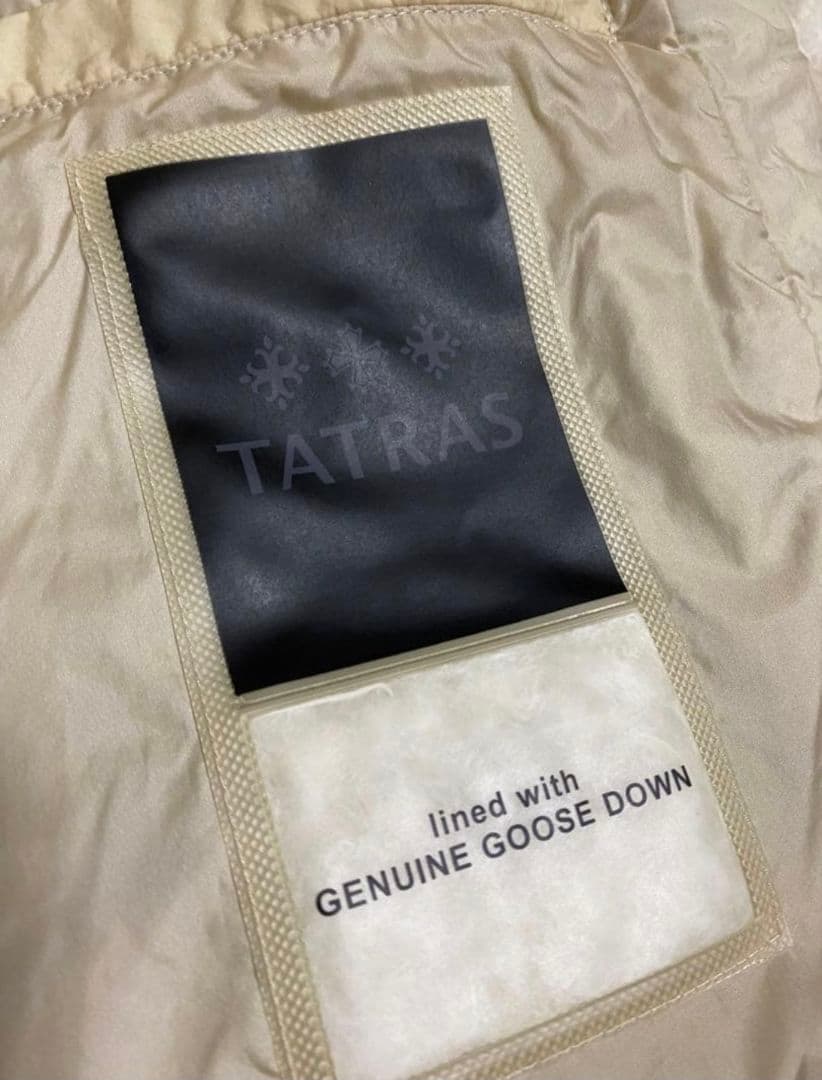 TATRAS
lined with
GENUINE GOOSE DOWN